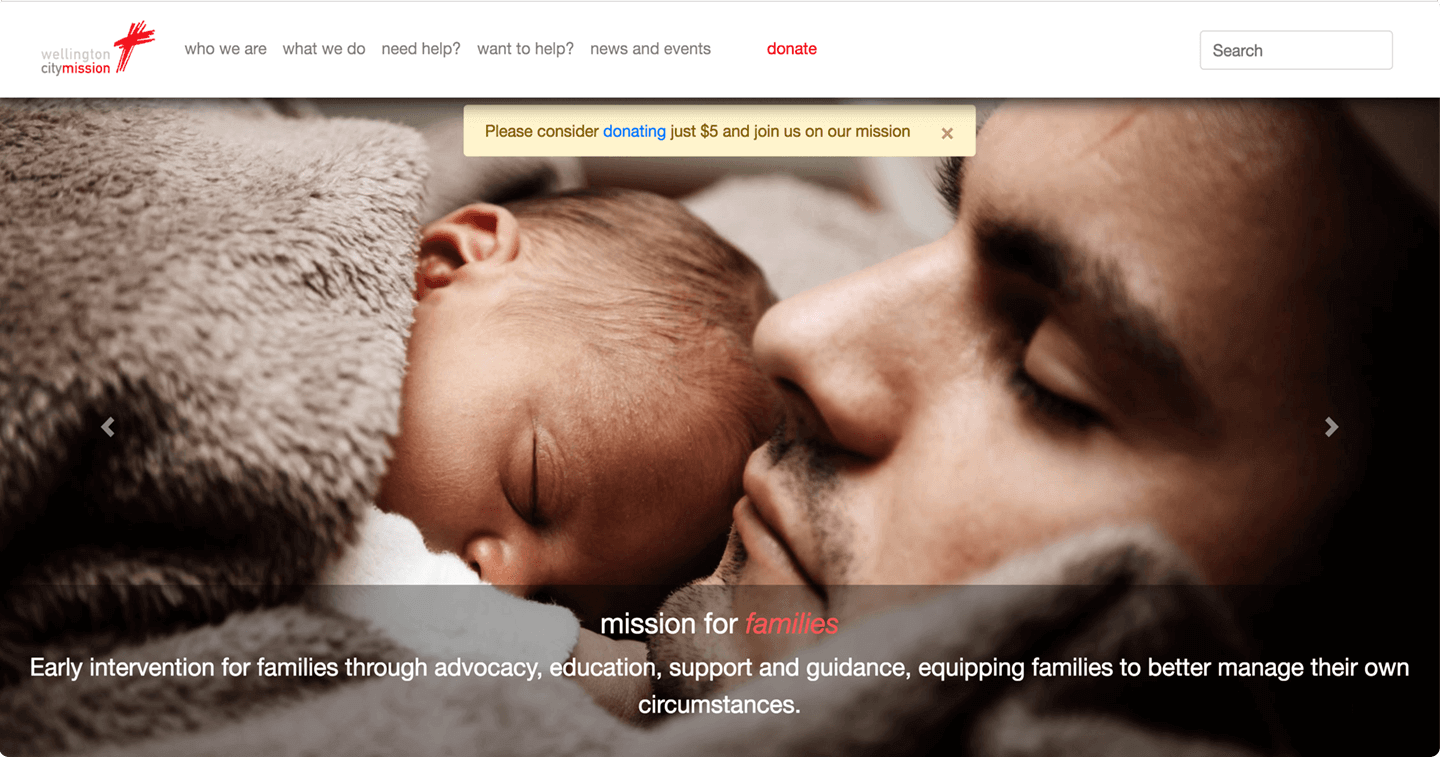 wellington
citymission
who we are what we do need help? want to help? news and events donate
Search
Please consider donating just $5 and join us on our mission ×
mission for families
Early intervention for families through advocacy, education, support and guidance, equipping families to better manage their own
circumstances.